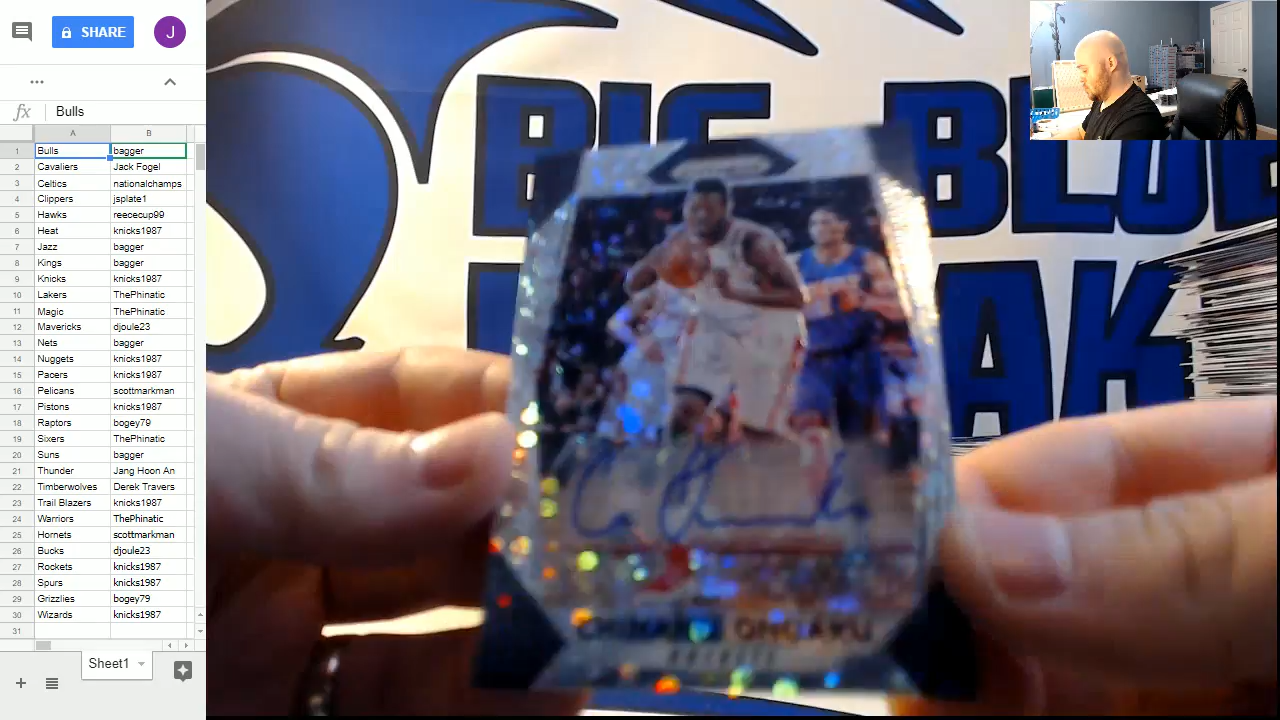 SHARE
J
...
fx Bulls
A B
1 Bulls bagger
2 Cavaliers Jack Fogel
3 Celtics nationalchamps
4 Clippers jsplate1
5 Hawks reececup99
6 Heat knicks1987
7 Jazz bagger
8 Kings bagger
9 Knicks knicks1987
10 Lakers ThePhinatic
11 Magic ThePhinatic
12 Mavericks djoule23
13 Nets bagger
14 Nuggets knicks1987
15 Pacers knicks1987
16 Pelicans scottmarkman
17 Pistons knicks1987
18 Raptors bogey79
19 Sixers ThePhinatic
20 Suns bagger
21 Thunder Jang Hoon An
22 Timberwolves Derek Travers
23 Trail Blazers knicks1987
24 Warriors ThePhinatic
25 Hornets scottmarkman
26 Bucks djoule23
27 Rockets knicks1987
28 Spurs knicks1987
29 Grizzlies bogey79
30 Wizards knicks1987
31
Sheet1
BIG BLUE
CHINANU ONUAKU
ROCKETS